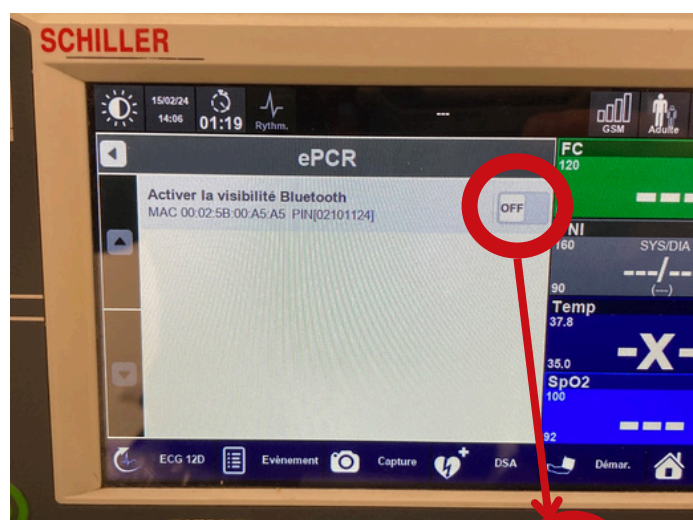 SCHILLER
15/02/24
14:06
01:19
Rythm.
---
GSM
Adulte
ePCR
Activer la visibilité Bluetooth
MAC 00:02:5B:00:A5:A5 PIN[02101124]
OFF
FC
120
---
NI
160
SYS/DIA
---/--
90
(---)
Temp
37.8
-X-
35.0
SpO2
100
---
92
ECG 12D
Evènement
Capture
DSA
Démar.